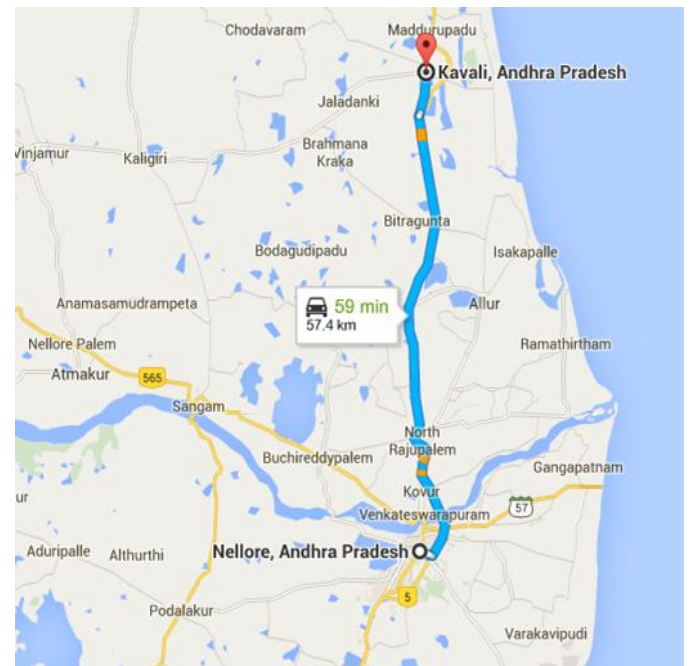 Chodavaram
Maddurupadu
Kavali, Andhra Pradesh
Jaladanki
Brahmana
Kraka
Vinjamur
Kaligiri
Bitragunta
Isakapalle
Bodagudipadu
59 min
57.4 km
Allur
Anamasamudrampeta
Ramathirtham
Nellore Palem
Atmakur
565
Sangam
North
Rajupalem
Buchireddypalem
Gangapatnam
Kovur
ur
57
Venkateswarapuram
Nellore, Andhra Pradesh
Aduripalle
Althurthi
5
Podalakur
Varakavipudi